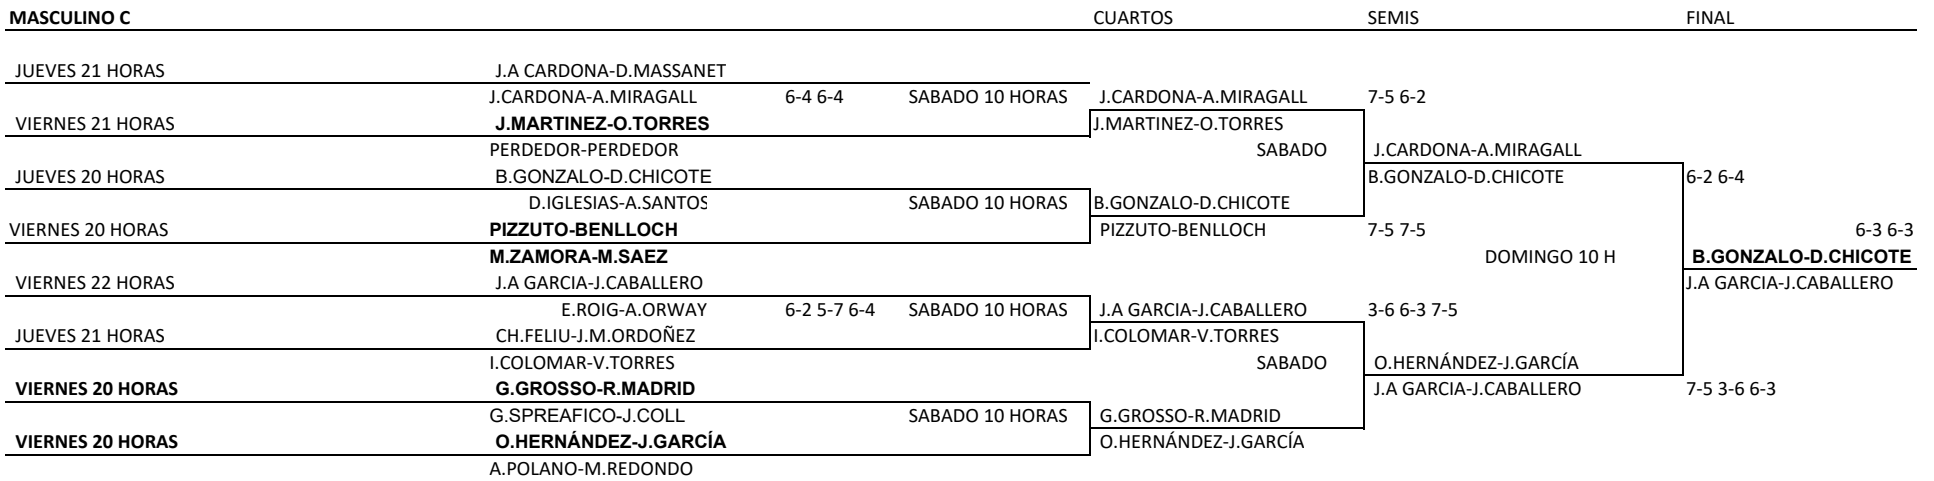 MASCULINO C CUARTOS SEMIS FINAL
JUEVES 21 HORAS J.A CARDONA-D.MASSANET
J.CARDONA-A.MIRAGALL 6-4 6-4 SABADO 10 HORAS J.CARDONA-A.MIRAGALL 7-5 6-2
VIERNES 21 HORAS J.MARTINEZ-O.TORRES J.MARTINEZ-O.TORRES
PERDEDOR-PERDEDOR SABADO J.CARDONA-A.MIRAGALL
JUEVES 20 HORAS B.GONZALO-D.CHICOTE B.GONZALO-D.CHICOTE 6-2 6-4
D.IGLESIAS-A.SANTOS SABADO 10 HORAS B.GONZALO-D.CHICOTE
VIERNES 20 HORAS PIZZUTO-BENLLOCH PIZZUTO-BENLLOCH 7-5 7-5 6-3 6-3
M.ZAMORA-M.SAEZ DOMINGO 10 H B.GONZALO-D.CHICOTE
VIERNES 22 HORAS J.A GARCIA-J.CABALLERO J.A GARCIA-J.CABALLERO
E.ROIG-A.ORWAY 6-2 5-7 6-4 SABADO 10 HORAS J.A GARCIA-J.CABALLERO 3-6 6-3 7-5
JUEVES 21 HORAS CH.FELIU-J.M.ORDOÑEZ I.COLOMAR-V.TORRES
I.COLOMAR-V.TORRES SABADO O.HERNÁNDEZ-J.GARCÍA
VIERNES 20 HORAS G.GROSSO-R.MADRID J.A GARCIA-J.CABALLERO 7-5 3-6 6-3
G.SPREAFICO-J.COLL SABADO 10 HORAS G.GROSSO-R.MADRID
VIERNES 20 HORAS O.HERNÁNDEZ-J.GARCÍA O.HERNÁNDEZ-J.GARCÍA
A.POLANO-M.REDONDO